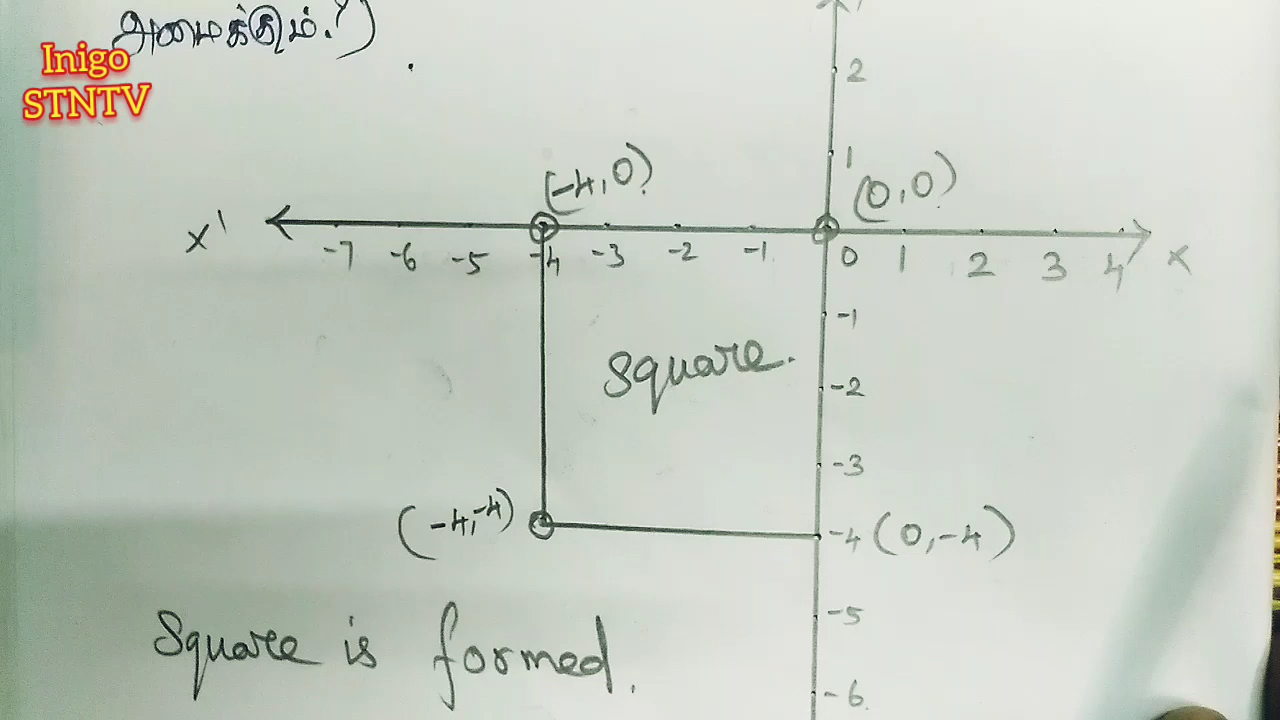 அமைக்கும்.?)
Inigo
STNTV
2
1
(-4,0)
(0,0)
X'
-7 -6 -5 -4 -3 -2 -1 0 1 2 3 4 X
-1
square.
-2
-3
(-4,-4)
-4 (0,-4)
-5
Square is formed.
-6